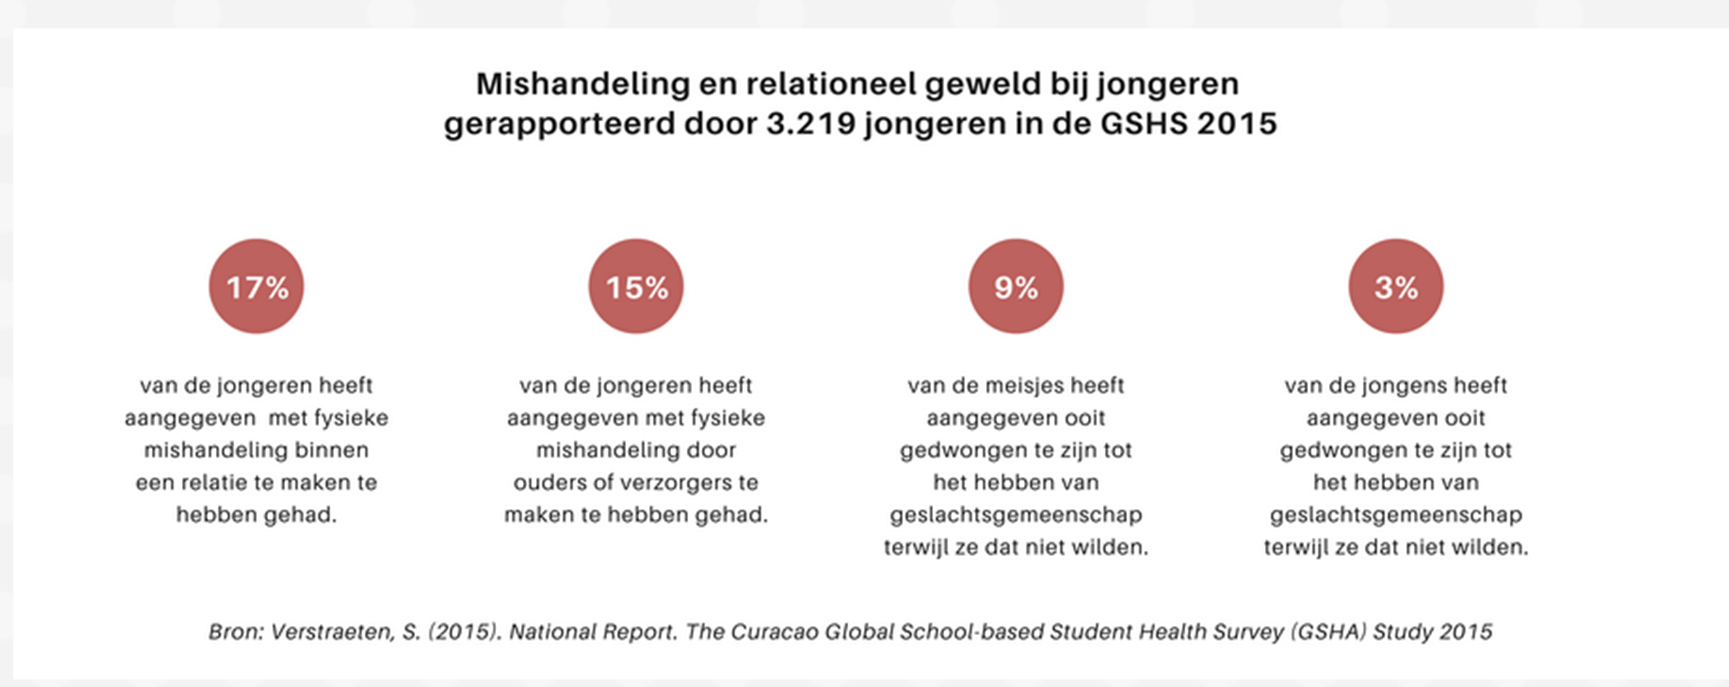 Mishandeling en relationeel geweld bij jongeren
gerapporteerd door 3.219 jongeren in de GSHS 2015
17%
van de jongeren heeft
aangegeven met fysieke
mishandeling binnen
een relatie te maken te
hebben gehad.
15%
van de jongeren heeft
aangegeven met fysieke
mishandeling door
ouders of verzorgers te
maken te hebben gehad.
9%
van de meisjes heeft
aangegeven ooit
gedwongen te zijn tot
het hebben van
geslachtsgemeenschap
terwijl ze dat niet wilden.
3%
van de jongens heeft
aangegeven ooit
gedwongen te zijn tot
het hebben van
geslachtsgemeenschap
terwijl ze dat niet wilden.
Bron: Verstraeten, S. (2015). National Report. The Curacao Global School-based Student Health Survey (GSHA) Study 2015